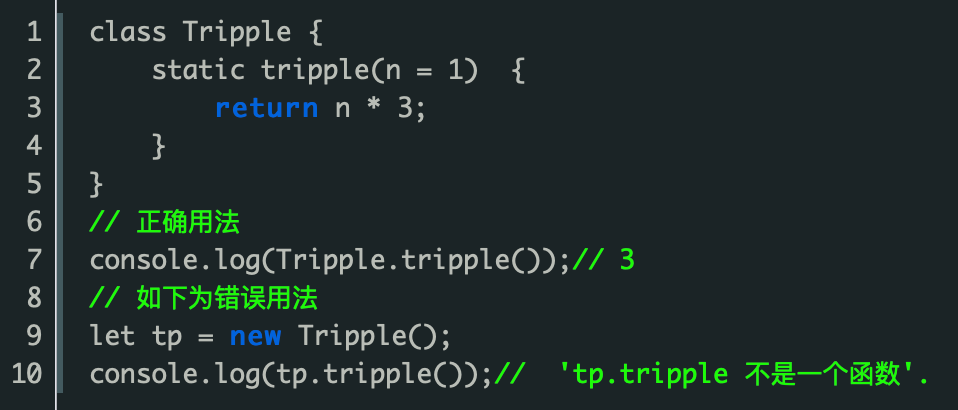 1 class Tripple {
2     static tripple(n = 1)  {
3         return n * 3;
4     }
5 }
6 // 正确用法
7 console.log(Tripple.tripple());// 3
8 // 如下为错误用法
9 let tp = new Tripple();
10 console.log(tp.tripple());//  'tp.tripple 不是一个函数'.